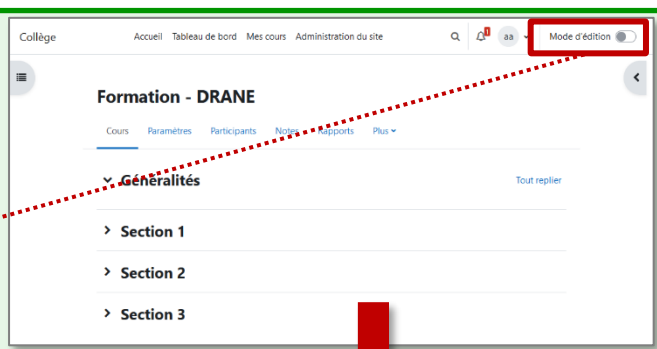 Collège Accueil Tableau de bord Mes cours Administration du site 1 aa Mode d'édition
Formation - DRANE
Cours Paramètres Participants Notes Rapports Plus
Généralités Tout replier
Section 1
Section 2
Section 3